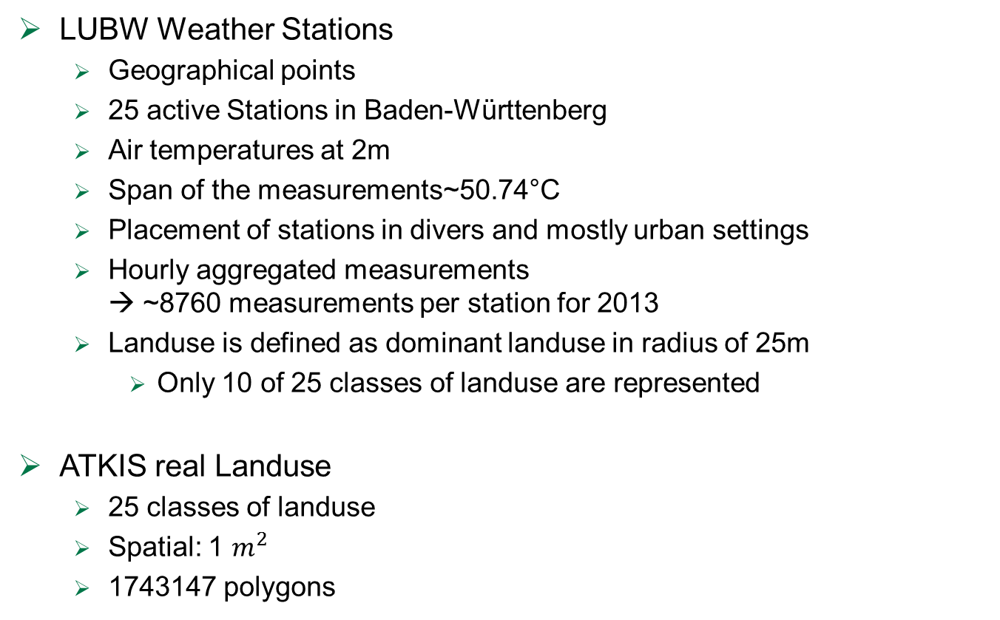 LUBW Weather Stations
Geographical points
25 active Stations in Baden-Württenberg
Air temperatures at 2m
Span of the measurements~50.74°C
Placement of stations in divers and mostly urban settings
Hourly aggregated measurements
→ ~8760 measurements per station for 2013
Landuse is defined as dominant landuse in radius of 25m
Only 10 of 25 classes of landuse are represented
ATKIS real Landuse
25 classes of landuse
Spatial: 1 m²
1743147 polygons